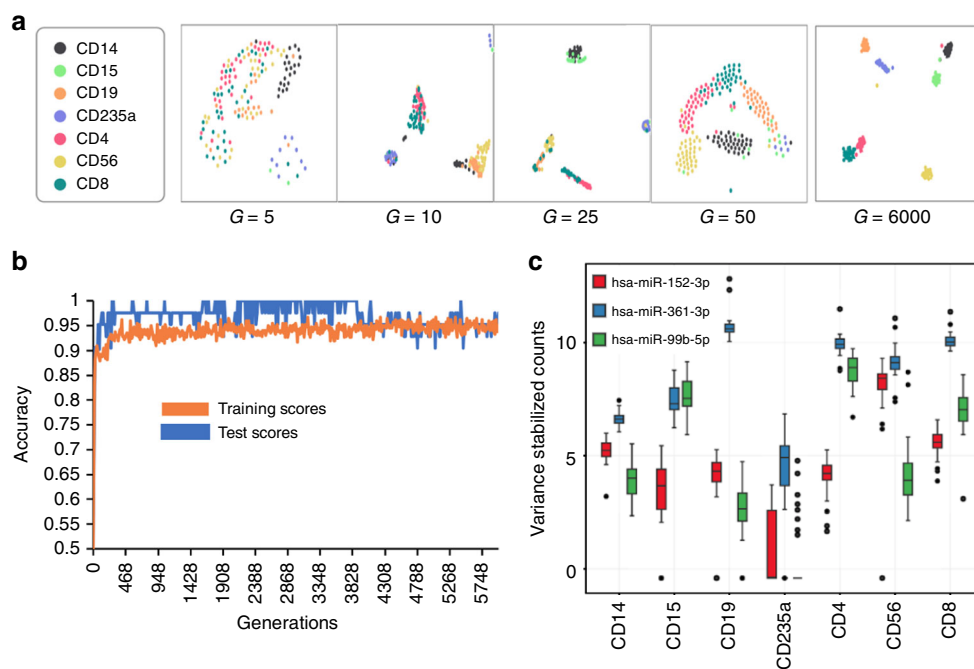 a
CD14
CD15
CD19
CD235a
CD4
CD56
CD8
G = 5
G = 10
G = 25
G = 50
G = 6000
b
1
0.95
0.9
0.85
0.8
0.75
0.7
0.65
0.6
0.55
0.5
Accuracy
Training scores
Test scores
0
4468
948
1428
1908
2388
2868
3348
3828
4308
4788
5268
5748
Generations
c
hsa-miR-152-3p
hsa-miR-361-3p
hsa-miR-99b-5p
Variance stabilized counts
10
5
0
CD14
CD15
CD19
CD235a
CD4
CD56
CD8